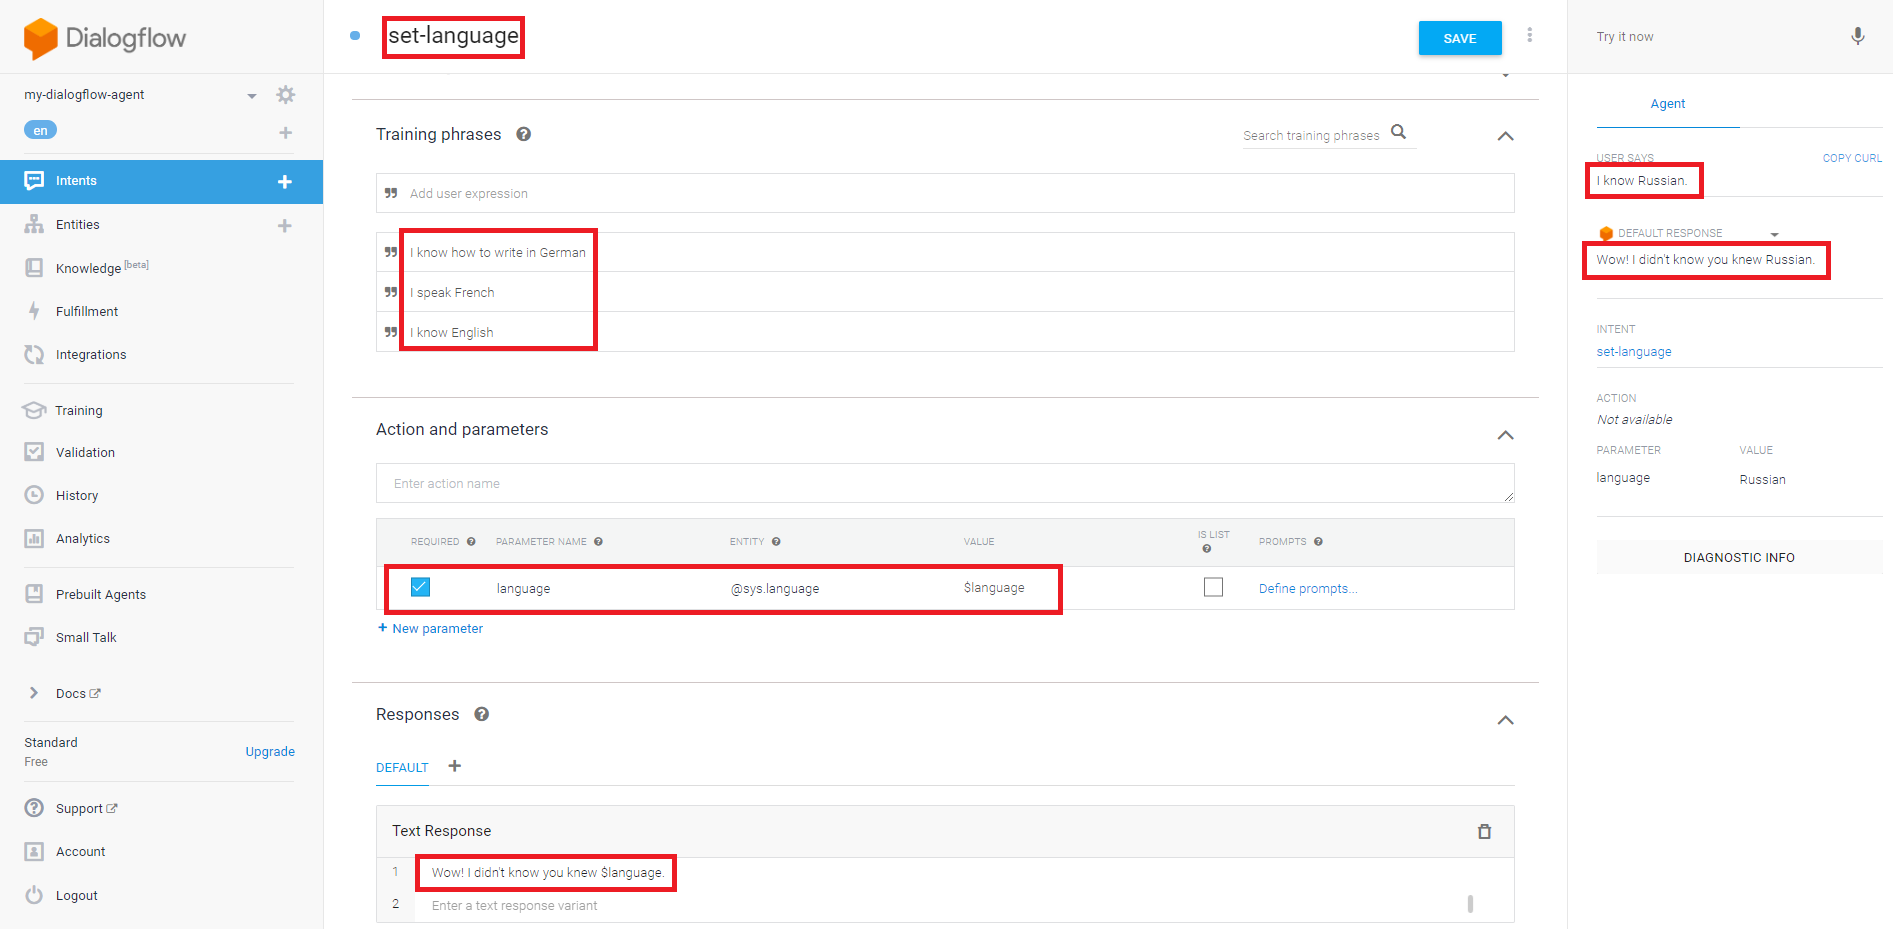 Dialogflow
my-dialogflow-agent
en
Intents
Entities
Knowledge [beta]
Fulfillment
Integrations
Training
Validation
History
Analytics
Prebuilt Agents
Small Talk
Docs
Standard
Free
Upgrade
Support
Account
Logout
set-language
SAVE
Training phrases
Search training phrases
Add user expression
I know how to write in German
I speak French
I know English
Action and parameters
Enter action name
REQUIRED PARAMETER NAME ENTITY VALUE IS LIST PROMPTS
language @sys.language $language Define prompts...
+ New parameter
Responses
DEFAULT
Text Response
1 Wow! I didn't know you knew $language.
2 Enter a text response variant
Try it now
Agent
USER SAYS COPY CURL
I know Russian.
DEFAULT RESPONSE
Wow! I didn't know you knew Russian.
INTENT
set-language
ACTION
Not available
PARAMETER VALUE
language Russian
DIAGNOSTIC INFO